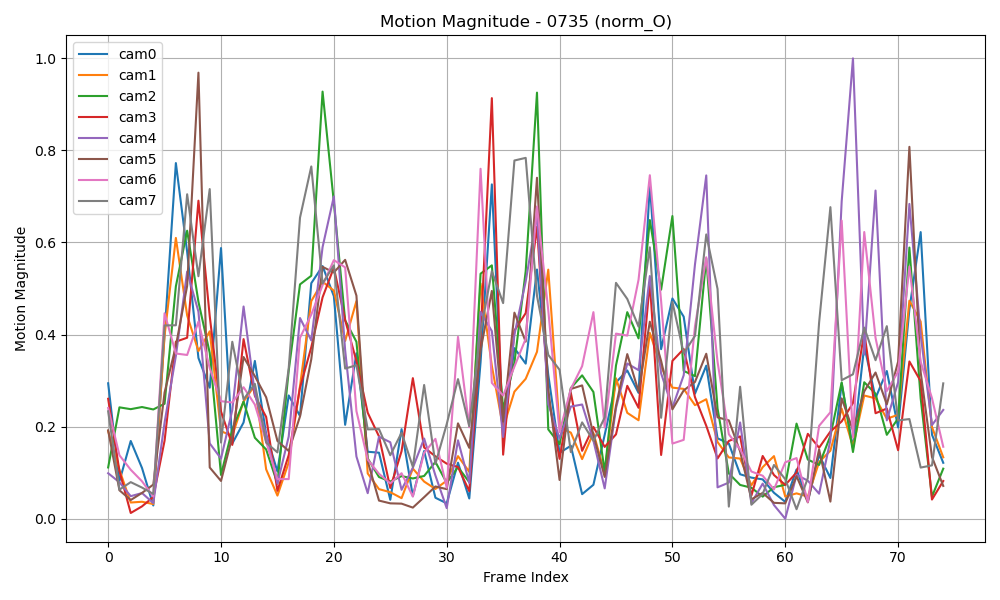 Motion Magnitude - 0735 (norm_O)
Motion Magnitude
1.0
0.8
0.6
0.4
0.2
0.0
cam0
cam1
cam2
cam3
cam4
cam5
cam6
cam7
0 10 20 30 40 50 60 70
Frame Index